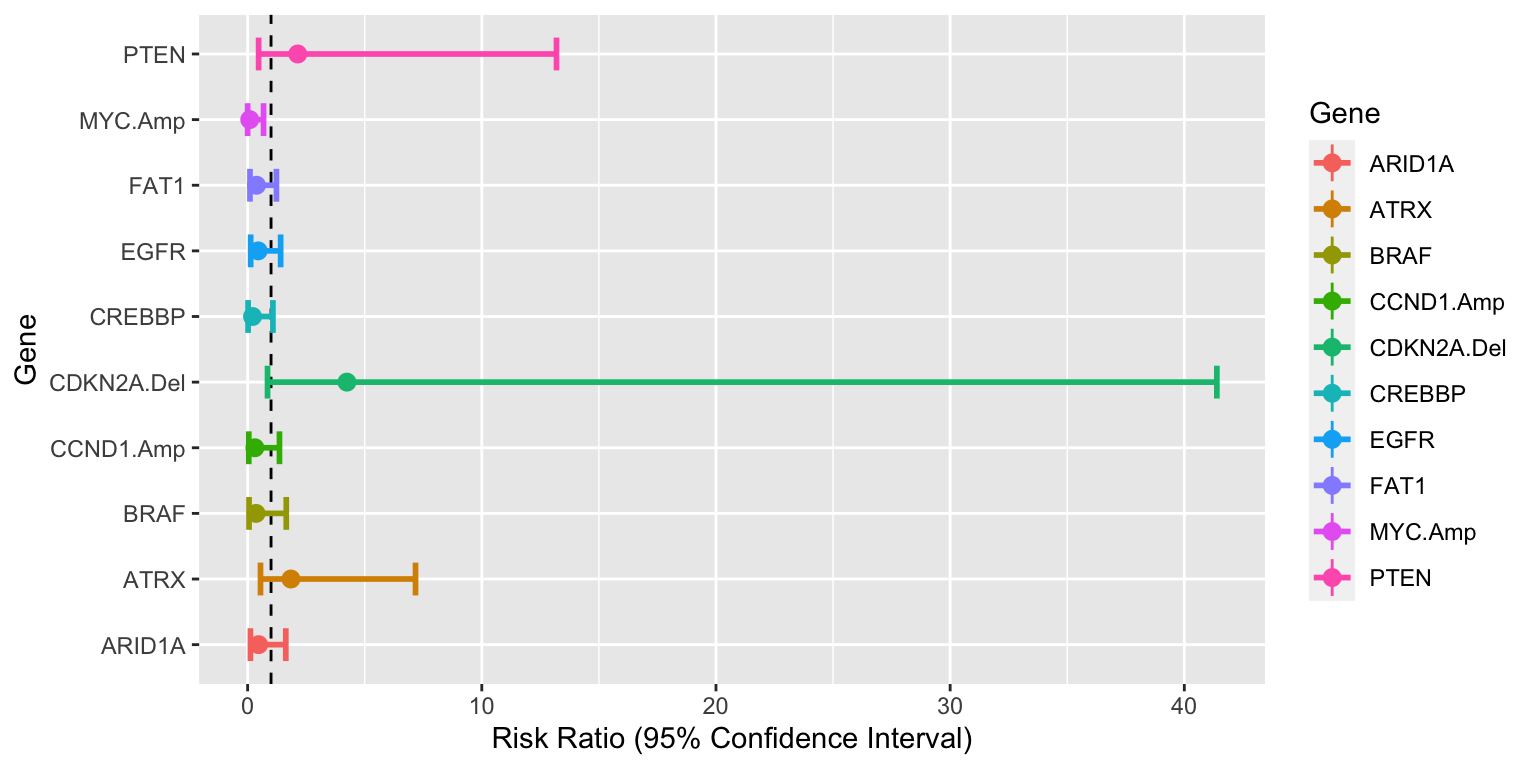 Gene
PTEN
MYC.Amp
FAT1
EGFR
CREBBP
CDKN2A.Del
CCND1.Amp
BRAF
ATRX
ARID1A
0 10 20 30 40
Risk Ratio (95% Confidence Interval)
Gene
ARID1A
ATRX
BRAF
CCND1.Amp
CDKN2A.Del
CREBBP
EGFR
FAT1
MYC.Amp
PTEN